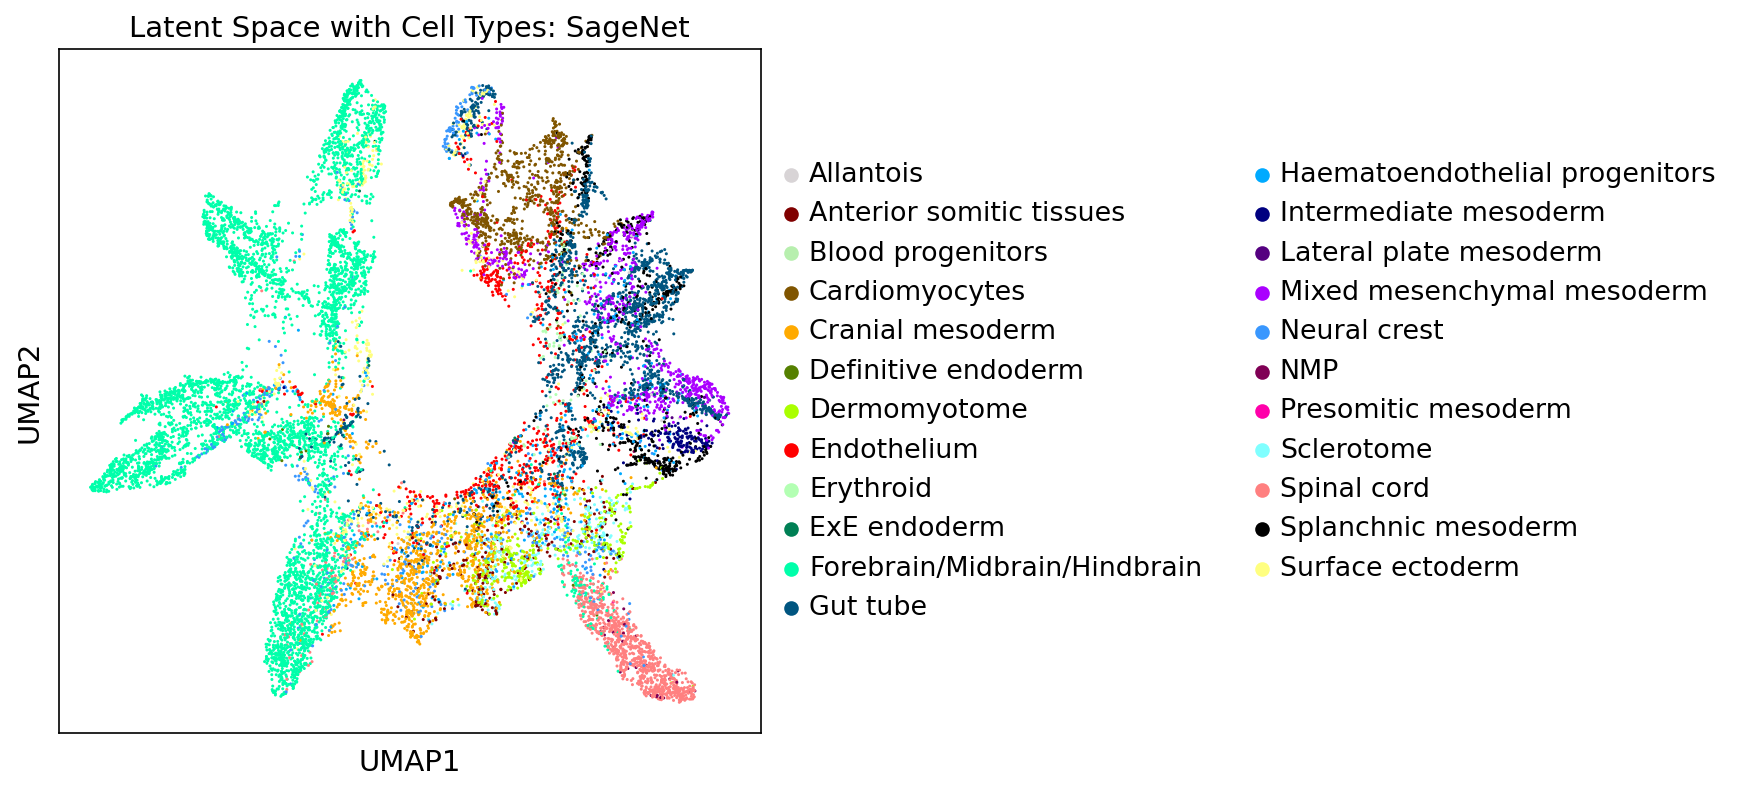 Latent Space with Cell Types: SageNet
UMAP2
UMAP1
Allantois
Anterior somitic tissues
Blood progenitors
Cardiomyocytes
Cranial mesoderm
Definitive endoderm
Dermomyotome
Endothelium
Erythroid
ExE endoderm
Forebrain/Midbrain/Hindbrain
Gut tube
Haematoendothelial progenitors
Intermediate mesoderm
Lateral plate mesoderm
Mixed mesenchymal mesoderm
Neural crest
NMP
Presomitic mesoderm
Sclerotome
Spinal cord
Splanchnic mesoderm
Surface ectoderm